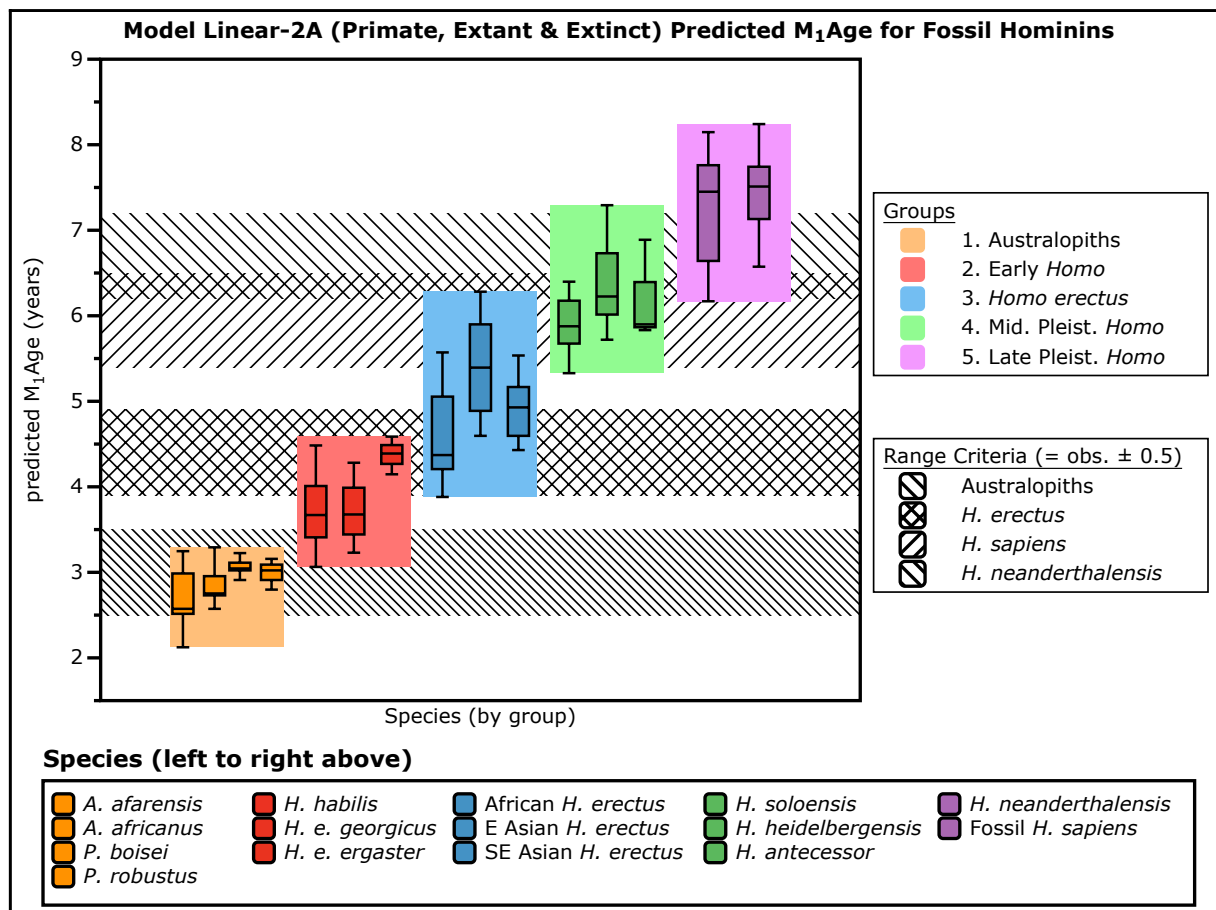 Model Linear-2A (Primate, Extant & Extinct) Predicted M₁Age for Fossil Hominins
predicted M₁Age (years)
9
8
7
6
5
4
3
2
Species (by group)
Groups
1. Australopiths
2. Early Homo
3. Homo erectus
4. Mid. Pleist. Homo
5. Late Pleist. Homo
Range Criteria (= obs. ± 0.5)
Australopiths
H. erectus
H. sapiens
H. neanderthalensis
Species (left to right above)
A. afarensis
A. africanus
P. boisei
P. robustus
H. habilis
H. e. georgicus
H. e. ergaster
African H. erectus
E Asian H. erectus
SE Asian H. erectus
H. soloensis
H. heidelbergensis
H. antecessor
H. neanderthalensis
Fossil H. sapiens